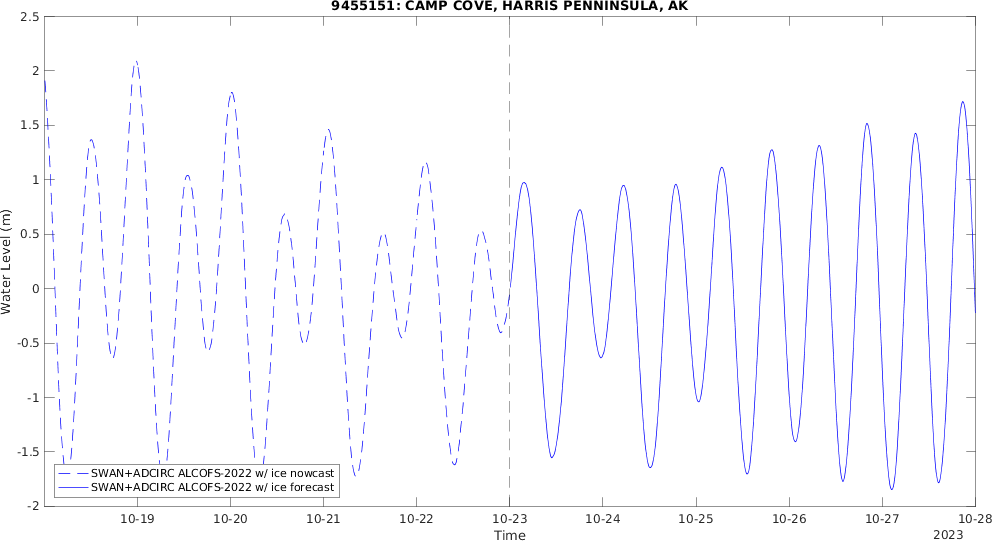 9455151: CAMP COVE, HARRIS PENNINSULA, AK
2.5
2
1.5
1
0.5
0
-0.5
-1
-1.5
-2
Water Level (m)
SWAN+ADCIRC ALCOFS-2022 w/ ice nowcast
SWAN+ADCIRC ALCOFS-2022 w/ ice forecast
10-19 10-20 10-21 10-22 10-23 10-24 10-25 10-26 10-27 10-28
Time
2023